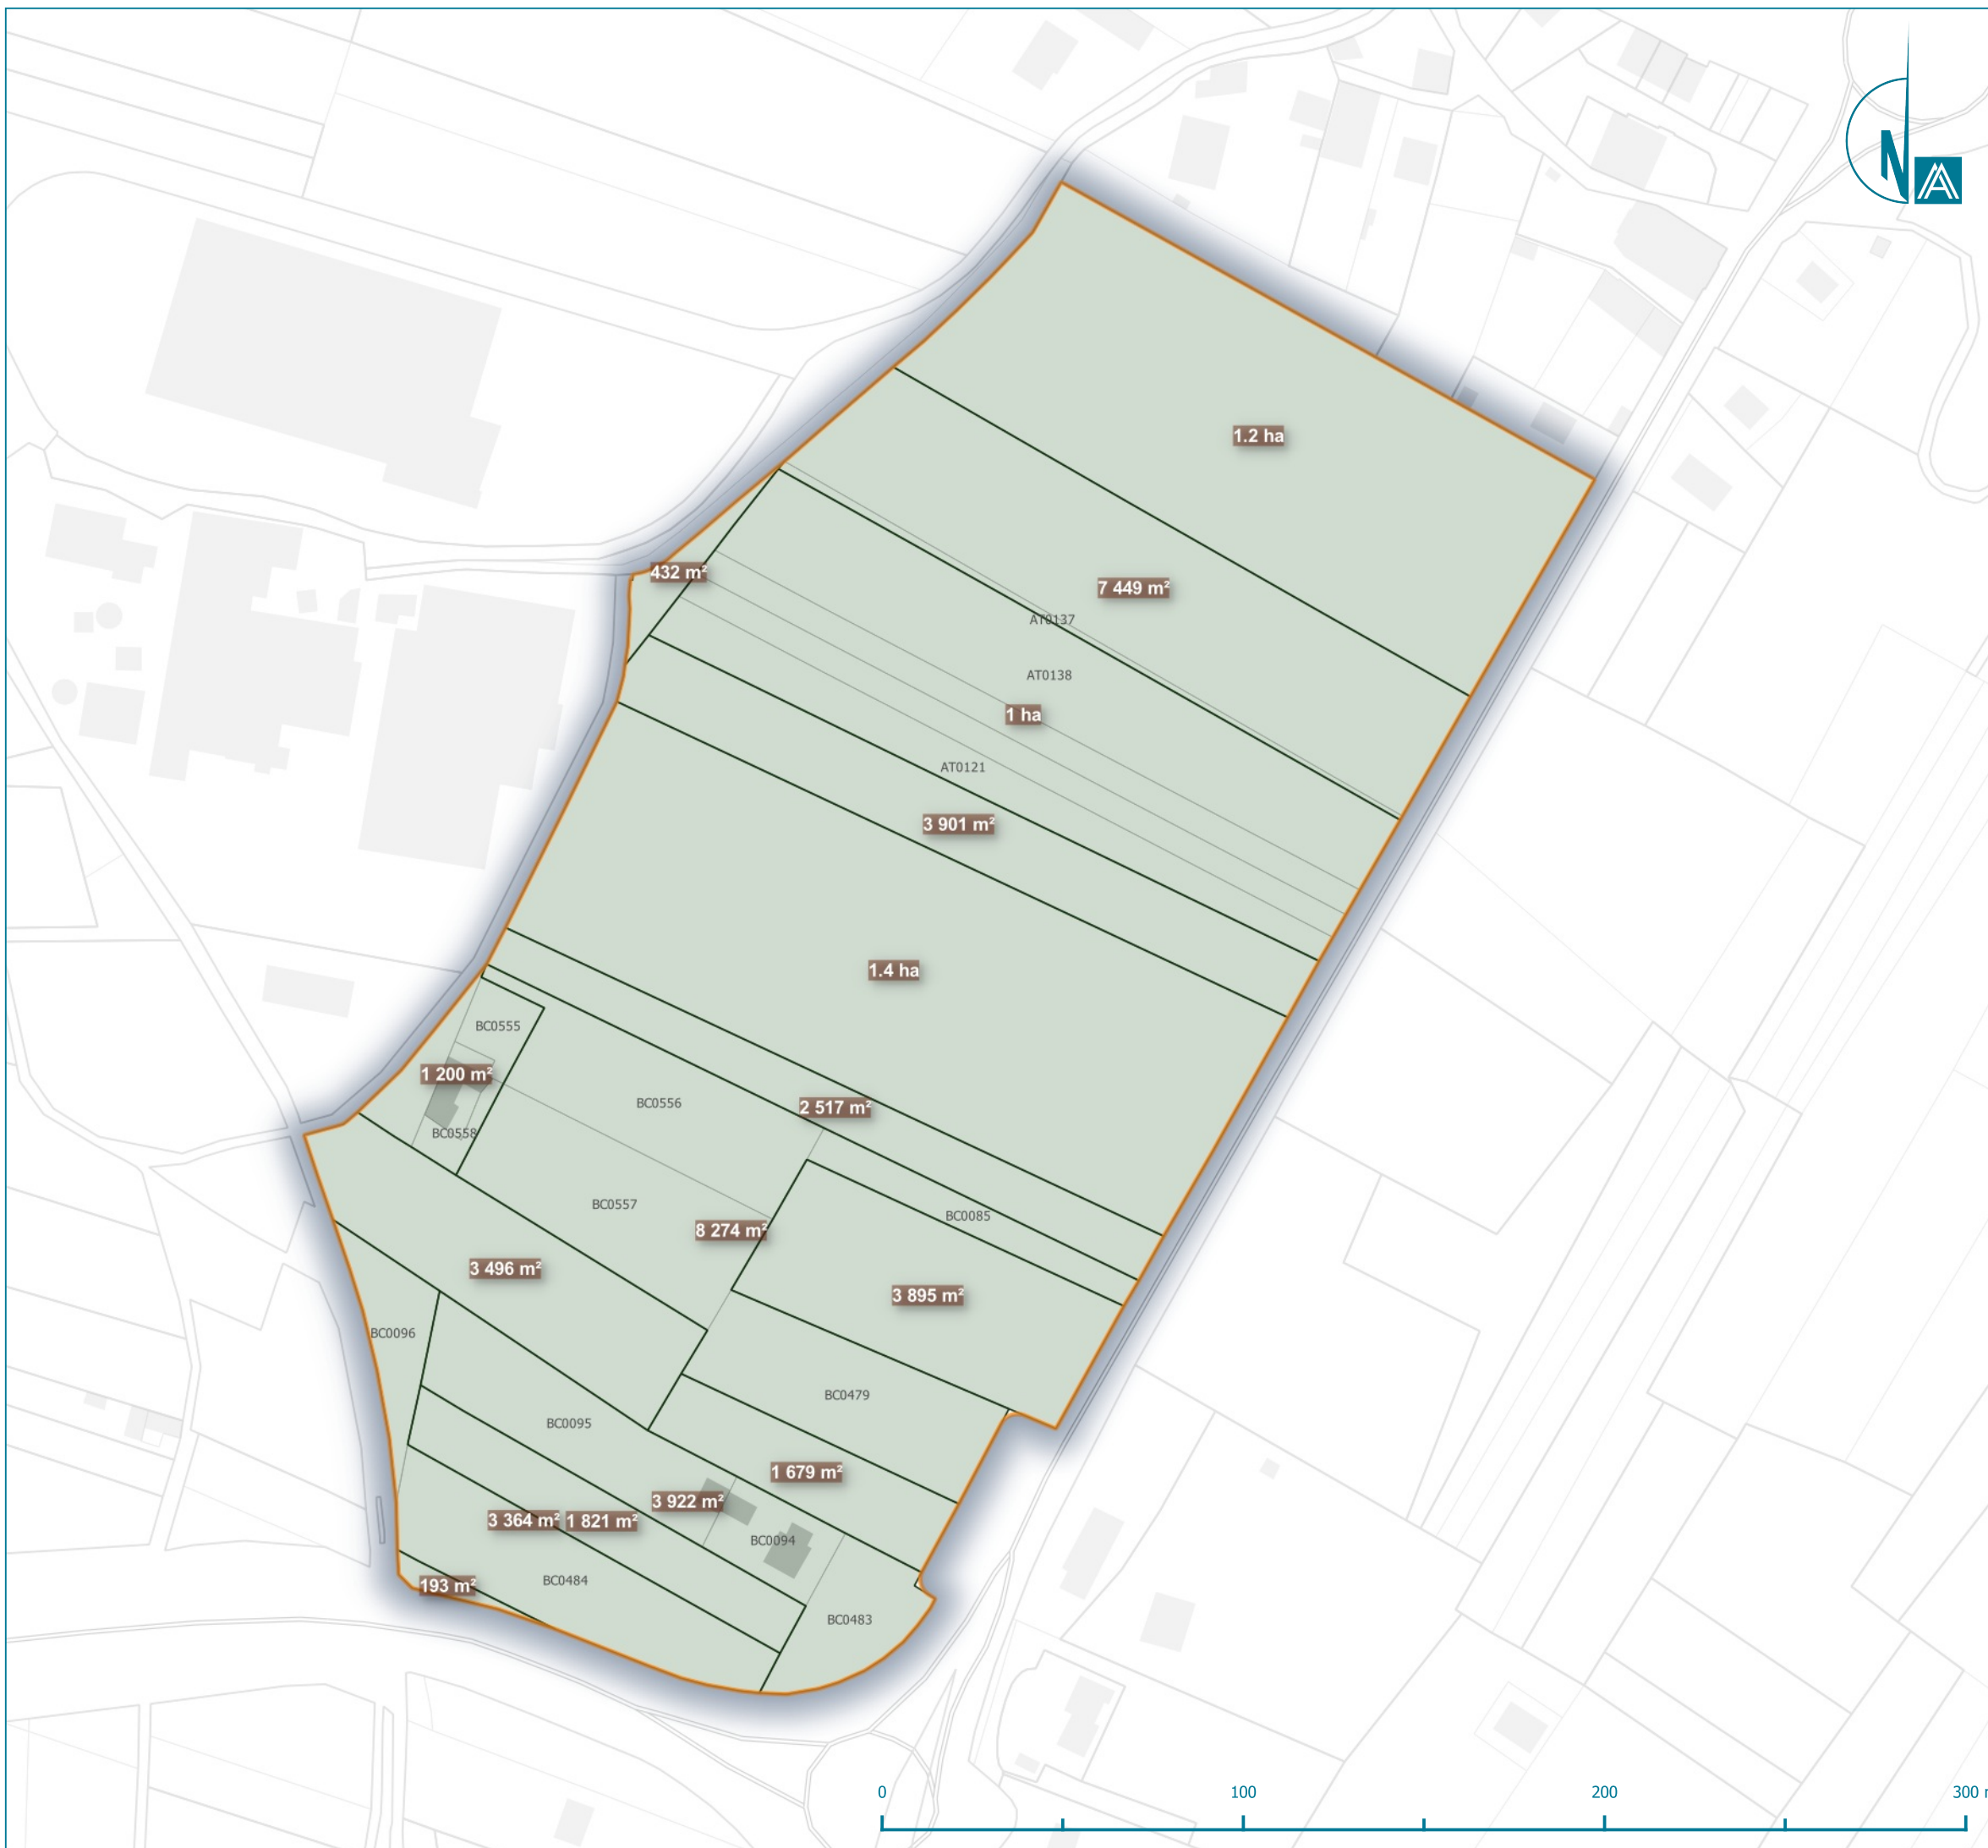 N
1.2 ha
432 m²
7 449 m²
AT0137
AT0138
1 ha
AT0121
3 901 m²
1.4 ha
BC0555
1 200 m²
BC0556
2 517 m²
BC0558
BC0557
BC0085
8 274 m²
3 496 m²
3 895 m²
BC0096
BC0479
BC0095
1 679 m²
3 922 m²
3 364 m² 1 821 m²
BC0094
BC0484
193 m²
BC0483
0 100 200 300